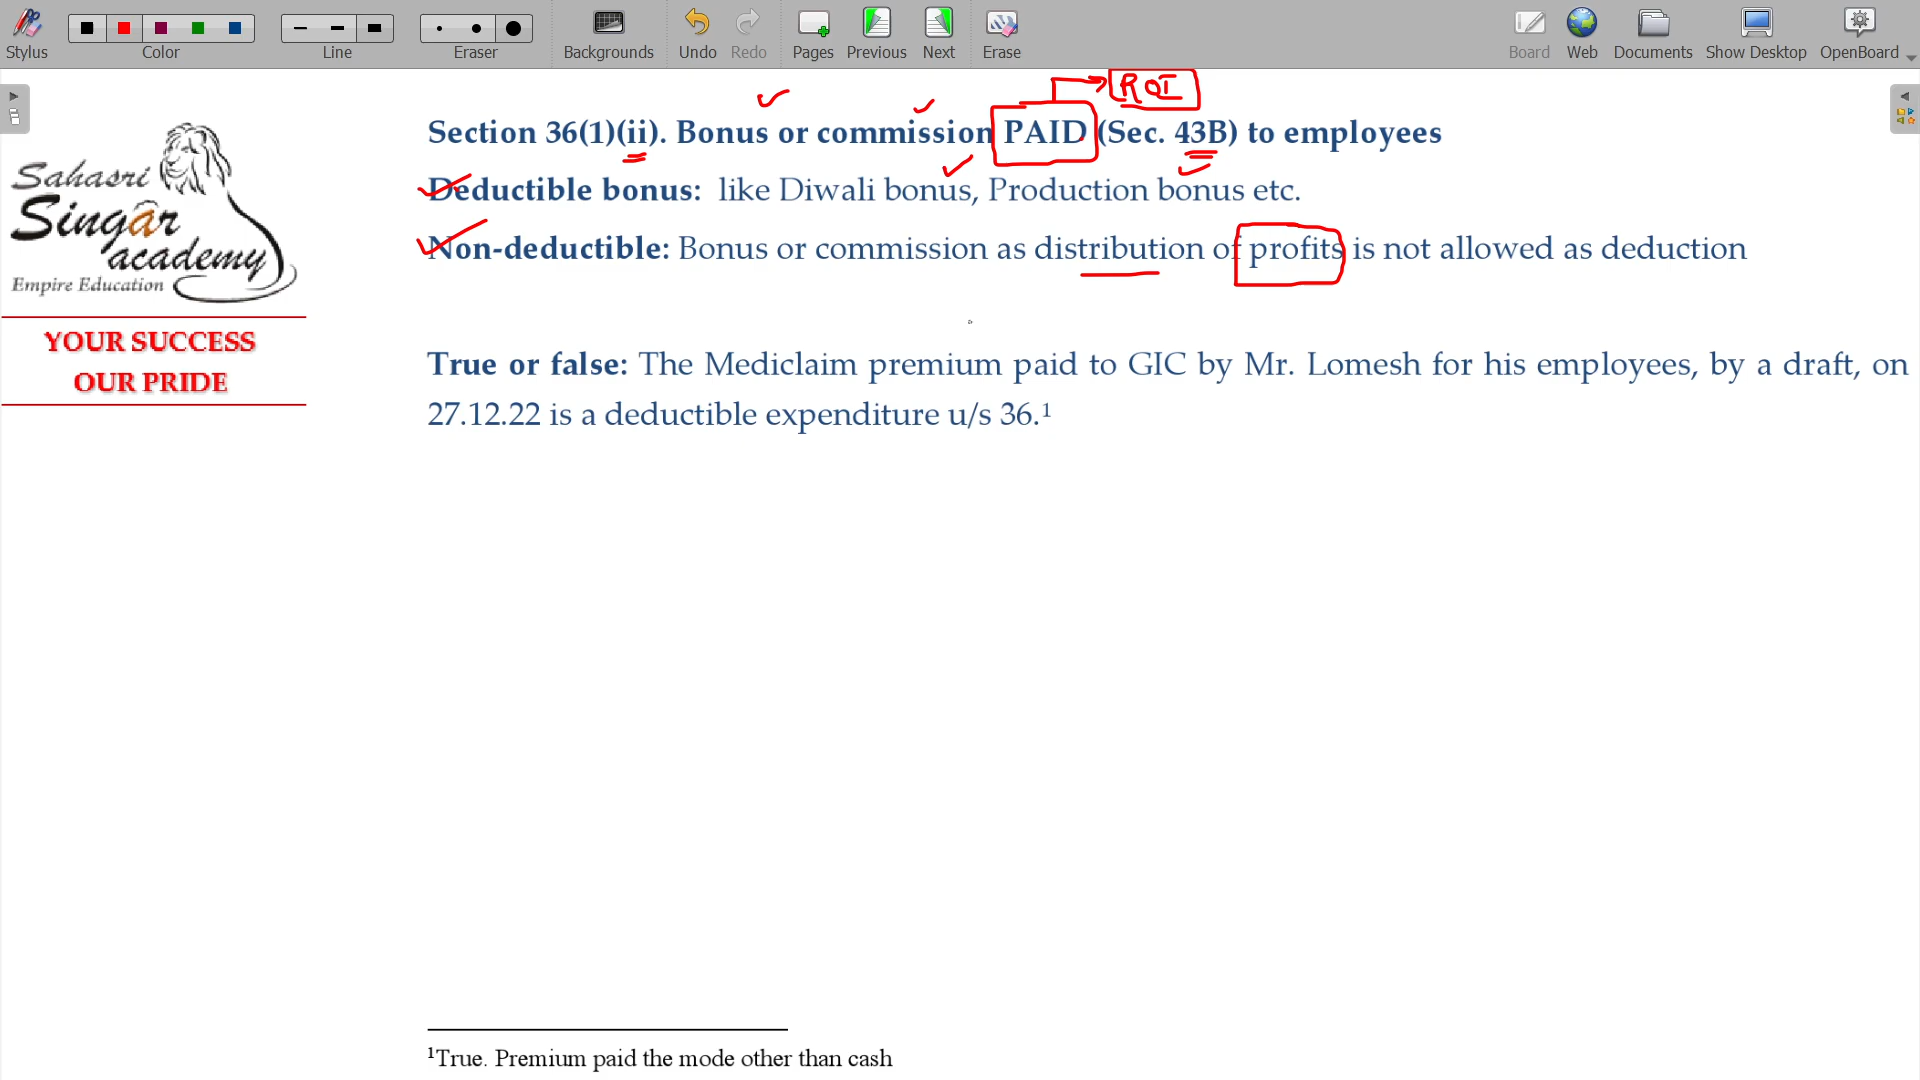 Stylus
Color
Line
Eraser
Backgrounds
Undo
Redo
Pages
Previous
Next
Erase
Board
Web
Documents
Show Desktop
OpenBoard
ROI
Section 36(1)(ii). Bonus or commission PAID (Sec. 43B) to employees
Deductible bonus: like Diwali bonus, Production bonus etc.
Non-deductible: Bonus or commission as distribution of profits is not allowed as deduction
Sahasri
Singar
academy
Empire Education
YOUR SUCCESS
OUR PRIDE
True or false: The Mediclaim premium paid to GIC by Mr. Lomesh for his employees, by a draft, on
27.12.22 is a deductible expenditure u/s 36.¹
¹True. Premium paid the mode other than cash